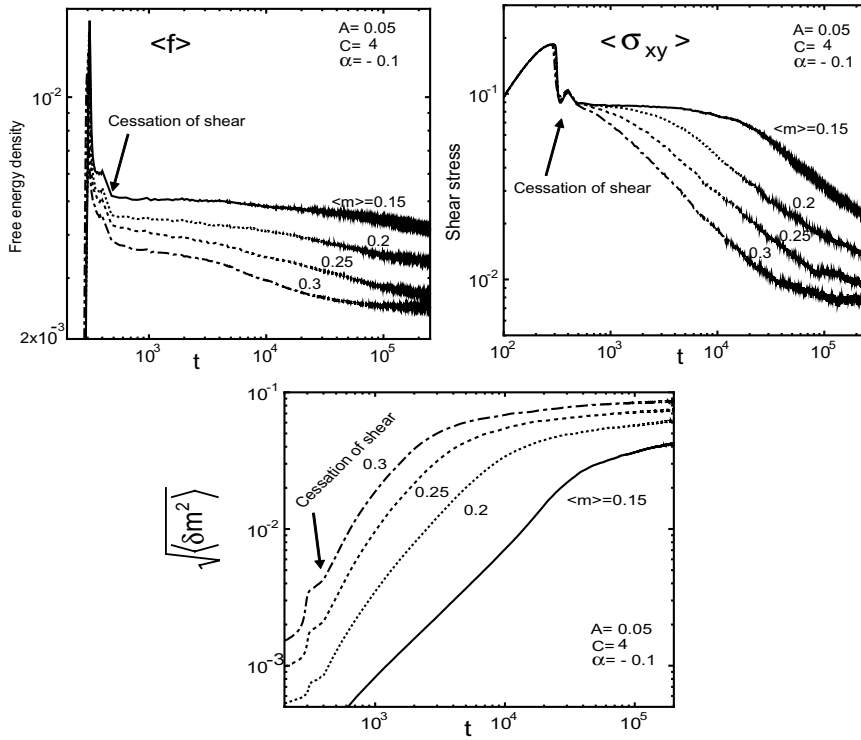 <f>
A= 0.05
C= 4
α= - 0.1
10⁻²
Cessation of shear
Free energy density
<m>=0.15
0.2
0.25
0.3
2x10⁻³
10³
10⁴
10⁵
t
< σxy >
A= 0.05
C= 4
α= - 0.1
10⁻¹
<m>=0.15
Cessation of shear
Shear stress
0.2
0.25
0.3
10⁻²
10²
10³
10⁴
10⁵
t
10⁻¹
Cessation of shear
0.3
0.25
0.2
<m>=0.15
10⁻²
√⟨δm²⟩
A= 0.05
C= 4
α= - 0.1
10⁻³
10³
10⁴
10⁵
t